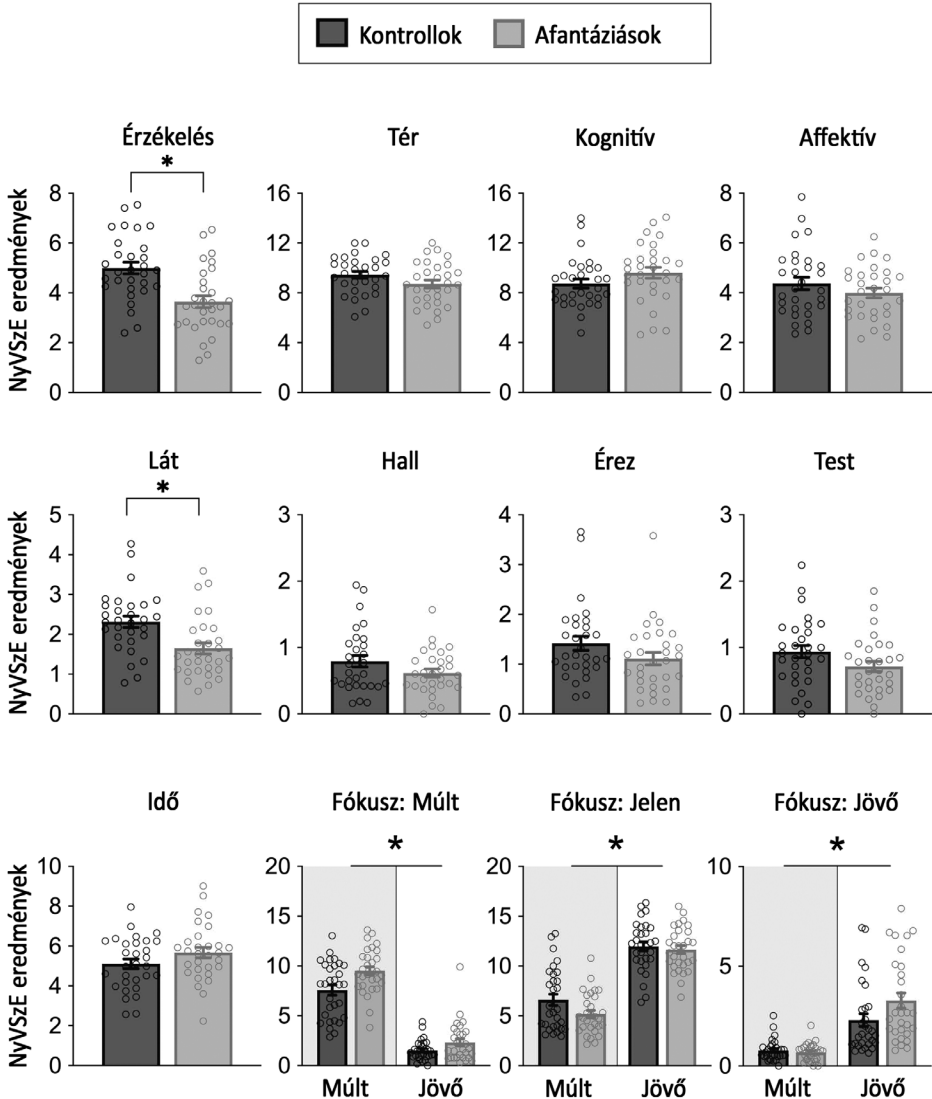 Kontrollok Afantáziások
Érzékelés Tér Kognitív Affektív
* 
NyVSzE eredmények
8 16 16 8
6 12 12 6
4 8 8 4
2 4 4 2
0 0 0 0
Lát Hall Érez Test
*
NyVSzE eredmények
5 3 4 3
4 3
3 2 2
2 2
1 1 1 1
0 0 0 0
Idő Fókusz: Múlt Fókusz: Jelen Fókusz: Jövő
* * *
NyVSzE eredmények
10 20 20 10
8 15 15
6 10 10 5
4 5 5
2
0 0 0 0
Múlt Jövő Múlt Jövő Múlt Jövő